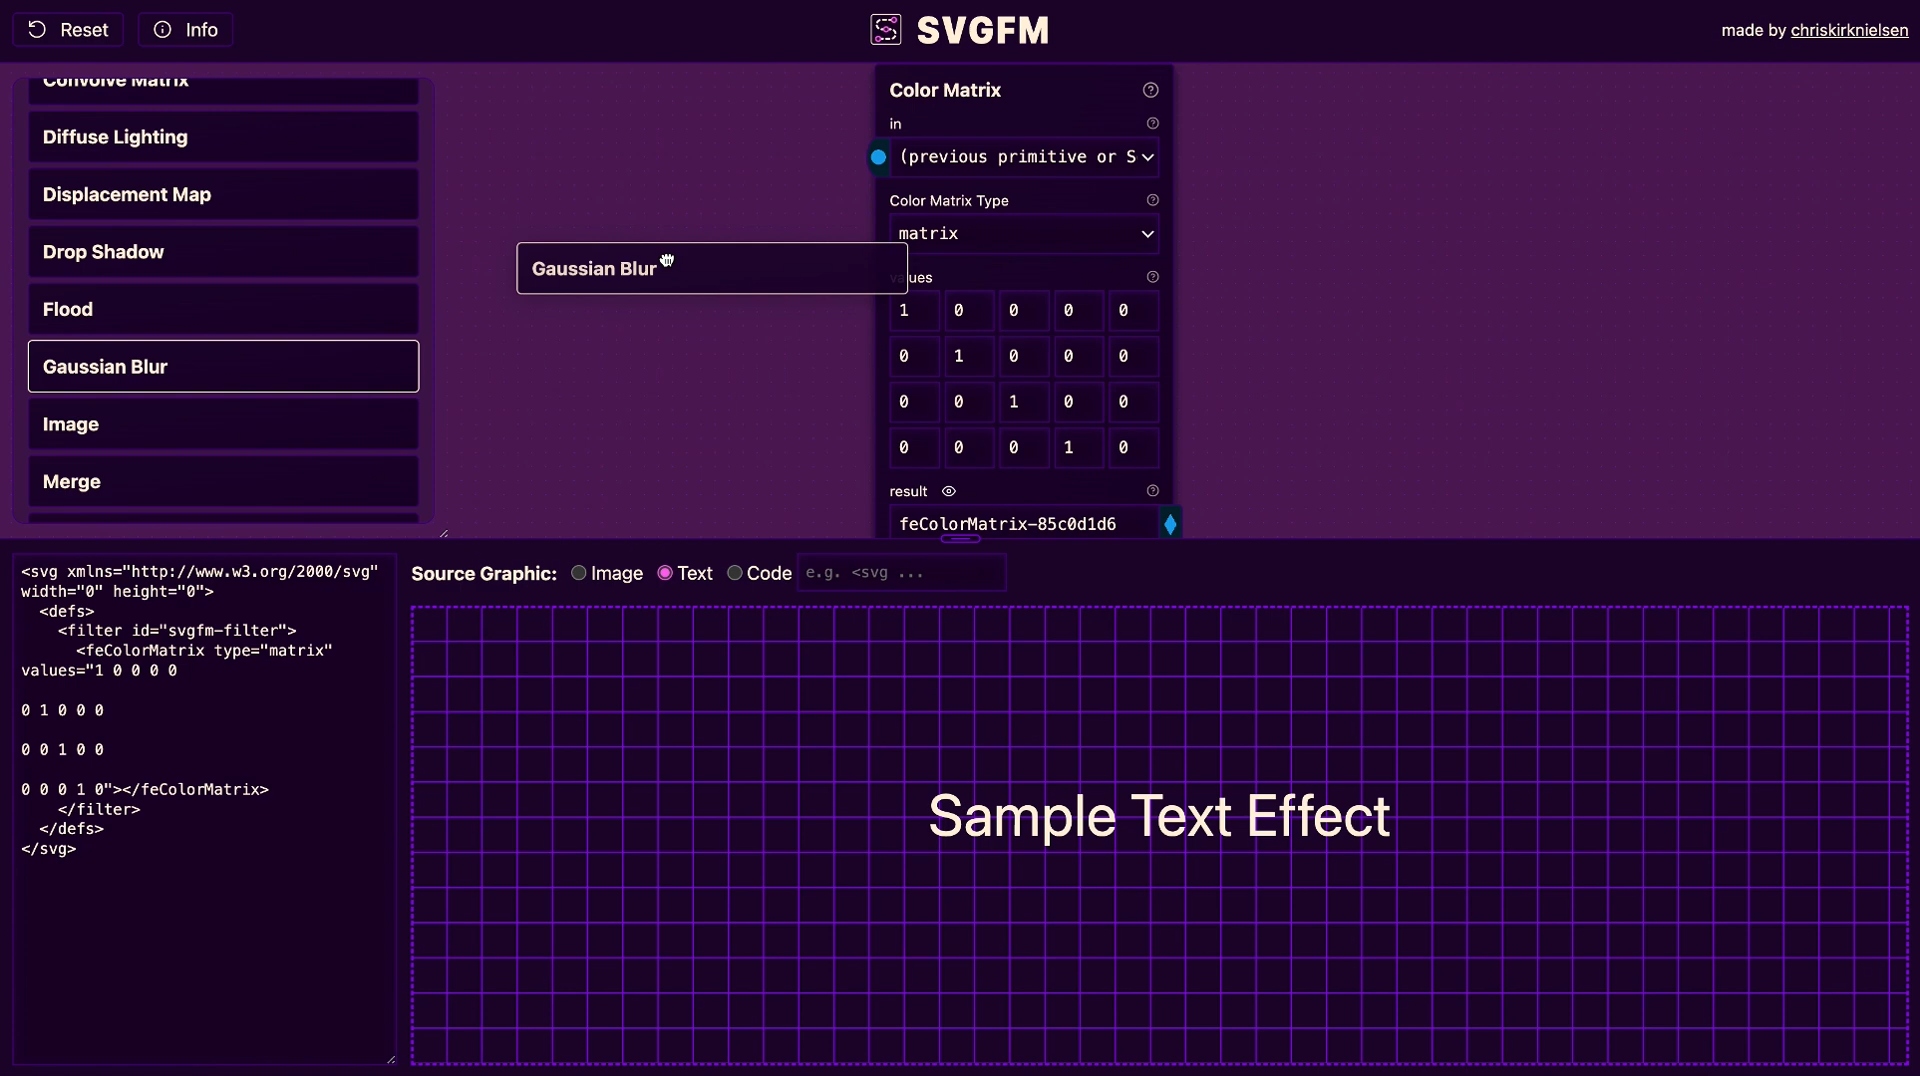 Reset
Info
SVGFM
made by chriskirknielsen
Convolve Matrix
Diffuse Lighting
Displacement Map
Drop Shadow
Flood
Gaussian Blur
Image
Merge
Gaussian Blur
Color Matrix
in
(previous primitive or S
Color Matrix Type
matrix
values
1 0 0 0 0
0 1 0 0 0
0 0 1 0 0
0 0 0 1 0
result
feColorMatrix-85c0d1d6
<svg xmlns="http://www.w3.org/2000/svg"
width="0" height="0">
<defs>
<filter id="svgfm-filter">
<feColorMatrix type="matrix"
values="1 0 0 0 0
0 1 0 0 0
0 0 1 0 0
0 0 0 1 0"></feColorMatrix>
</filter>
</defs>
</svg>
Source Graphic: Image Text Code e.g. <svg ...
Sample Text Effect